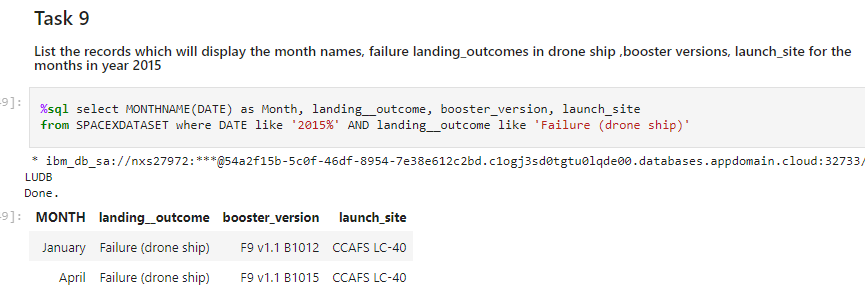 Task 9
List the records which will display the month names, failure landing_outcomes in drone ship ,booster versions, launch_site for the
months in year 2015
9]:
%sql select MONTHNAME(DATE) as Month, landing__outcome, booster_version, launch_site
from SPACEXDATASET where DATE like '2015%' AND landing__outcome like 'Failure (drone ship)'
* ibm_db_sa://nxs27972:***@54a2f15b-5c0f-46df-8954-7e38e612c2bd.c1ogj3sd0tgtu0lqde00.databases.appdomain.cloud:32733/
LUDB
Done.
9]:
MONTH landing__outcome booster_version launch_site
January Failure (drone ship) F9 v1.1 B1012 CCAFS LC-40
April Failure (drone ship) F9 v1.1 B1015 CCAFS LC-40